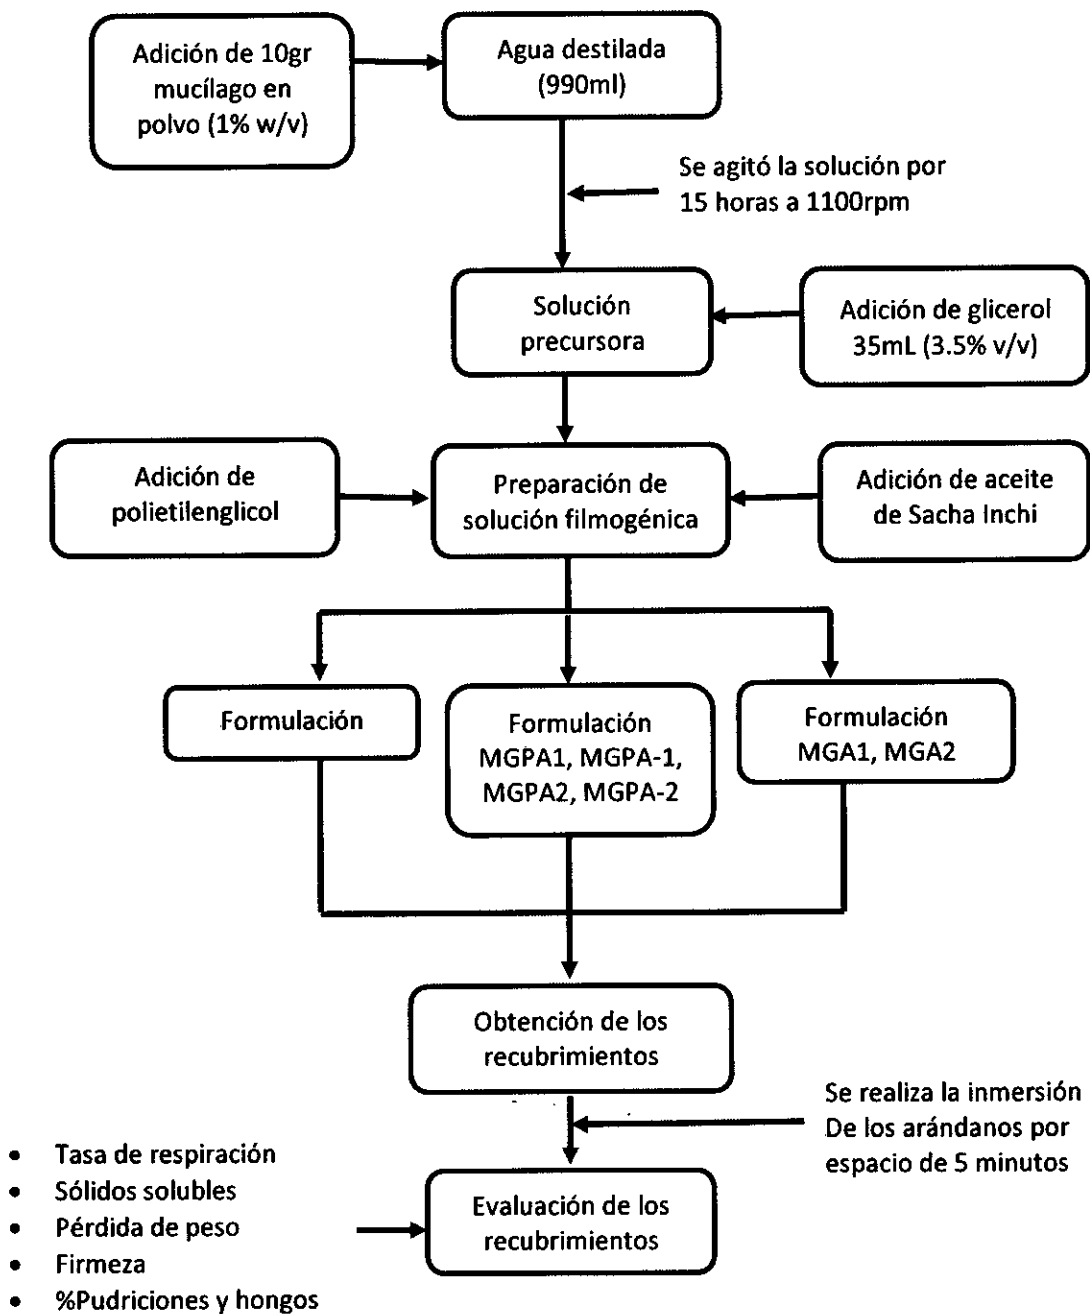 Adición de 10gr
mucílago en
polvo (1% w/v)
Agua destilada
(990ml)
Se agitó la solución por
15 horas a 1100rpm
Solución
precursora
Adición de glicerol
35mL (3.5% v/v)
Adición de
polietilenglicol
Preparación de
solución filmogénica
Adición de aceite
de Sacha Inchi
Formulación
Formulación
MGPA1, MGPA-1,
MGPA2, MGPA-2
Formulación
MGA1, MGA2
Obtención de los
recubrimientos
Se realiza la inmersión
De los arándanos por
espacio de 5 minutos
• Tasa de respiración
• Sólidos solubles
• Pérdida de peso
• Firmeza
• %Pudriciones y hongos
Evaluación de los
recubrimientos